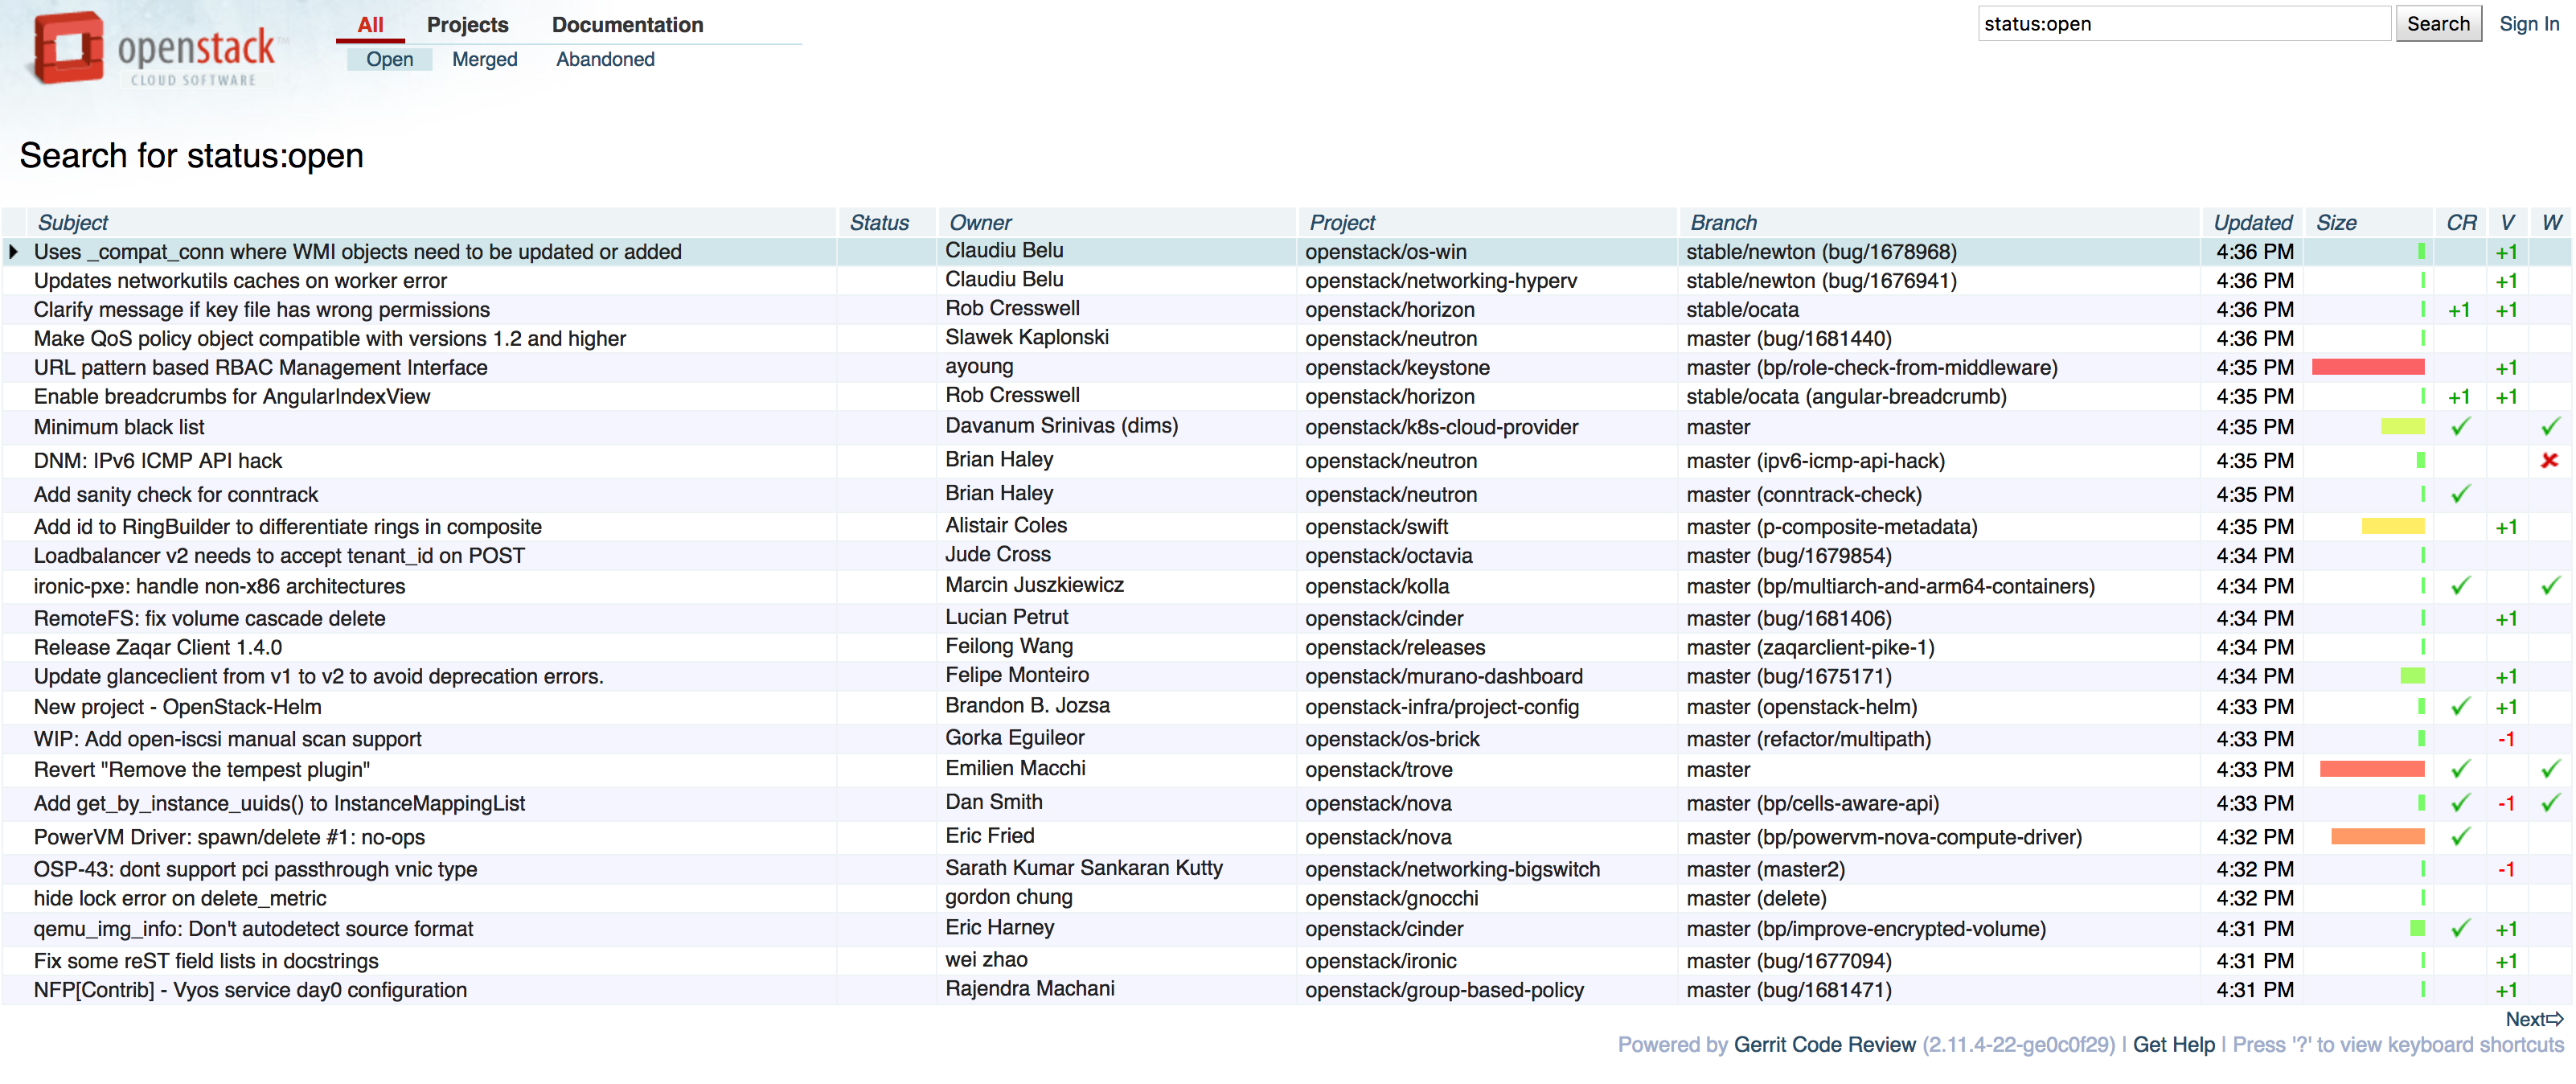 All Projects Documentation
status:open Search Sign In
openstack™
CLOUD SOFTWARE
Open Merged Abandoned
Search for status:open
Subject Status Owner Project Branch Updated Size CR V W
Uses _compat_conn where WMI objects need to be updated or added Claudiu Belu openstack/os-win stable/newton (bug/1678968) 4:36 PM +1
Updates networkutils caches on worker error Claudiu Belu openstack/networking-hyperv stable/newton (bug/1676941) 4:36 PM +1
Clarify message if key file has wrong permissions Rob Cresswell openstack/horizon stable/ocata 4:36 PM +1 +1
Make QoS policy object compatible with versions 1.2 and higher Slawek Kaplonski openstack/neutron master (bug/1681440) 4:36 PM
URL pattern based RBAC Management Interface ayoung openstack/keystone master (bp/role-check-from-middleware) 4:35 PM +1
Enable breadcrumbs for AngularIndexView Rob Cresswell openstack/horizon stable/ocata (angular-breadcrumb) 4:35 PM +1 +1
Minimum black list Davanum Srinivas (dims) openstack/k8s-cloud-provider master 4:35 PM
DNM: IPv6 ICMP API hack Brian Haley openstack/neutron master (ipv6-icmp-api-hack) 4:35 PM
Add sanity check for conntrack Brian Haley openstack/neutron master (conntrack-check) 4:35 PM
Add id to RingBuilder to differentiate rings in composite Alistair Coles openstack/swift master (p-composite-metadata) 4:35 PM +1
Loadbalancer v2 needs to accept tenant_id on POST Jude Cross openstack/octavia master (bug/1679854) 4:34 PM
ironic-pxe: handle non-x86 architectures Marcin Juszkiewicz openstack/kolla master (bp/multiarch-and-arm64-containers) 4:34 PM
RemoteFS: fix volume cascade delete Lucian Petrut openstack/cinder master (bug/1681406) 4:34 PM +1
Release Zaqar Client 1.4.0 Feilong Wang openstack/releases master (zaqarclient-pike-1) 4:34 PM
Update glanceclient from v1 to v2 to avoid deprecation errors. Felipe Monteiro openstack/murano-dashboard master (bug/1675171) 4:34 PM +1
New project - OpenStack-Helm Brandon B. Jozsa openstack-infra/project-config master (openstack-helm) 4:33 PM +1
WIP: Add open-iscsi manual scan support Gorka Eguileor openstack/os-brick master (refactor/multipath) 4:33 PM -1
Revert "Remove the tempest plugin" Emilien Macchi openstack/trove master 4:33 PM
Add get_by_instance_uuids() to InstanceMappingList Dan Smith openstack/nova master (bp/cells-aware-api) 4:33 PM -1
PowerVM Driver: spawn/delete #1: no-ops Eric Fried openstack/nova master (bp/powervm-nova-compute-driver) 4:32 PM
OSP-43: dont support pci passthrough vnic type Sarath Kumar Sankaran Kutty openstack/networking-bigswitch master (master2) 4:32 PM -1
hide lock error on delete_metric gordon chung openstack/gnocchi master (delete) 4:32 PM
qemu_img_info: Don't autodetect source format Eric Harney openstack/cinder master (bp/improve-encrypted-volume) 4:31 PM +1
Fix some reST field lists in docstrings wei zhao openstack/ironic master (bug/1677094) 4:31 PM +1
NFP[Contrib] - Vyos service day0 configuration Rajendra Machani openstack/group-based-policy master (bug/1681471) 4:31 PM +1
Next⇨
Powered by Gerrit Code Review (2.11.4-22-ge0c0f29) | Get Help | Press '?' to view keyboard shortcuts